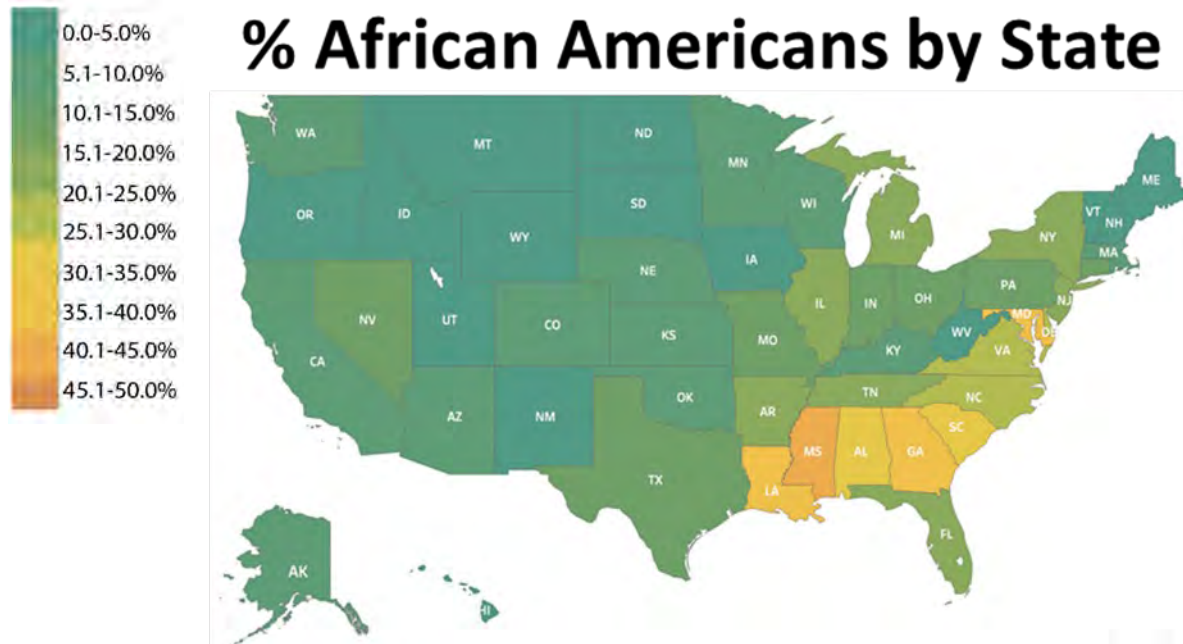 % African Americans by State
0.0-5.0%
5.1-10.0%
10.1-15.0%
15.1-20.0%
20.1-25.0%
25.1-30.0%
30.1-35.0%
35.1-40.0%
40.1-45.0%
45.1-50.0%
WA
MT
ND
MN
OR
ID
WY
SD
WI
MI
NY
VT
NH
ME
MA
IA
NE
NV
UT
CO
KS
MO
IL
IN
OH
PA
NJ
MD
DE
WV
VA
KY
CA
AZ
NM
OK
AR
TN
NC
SC
MS
AL
GA
LA
TX
FL
AK
HI